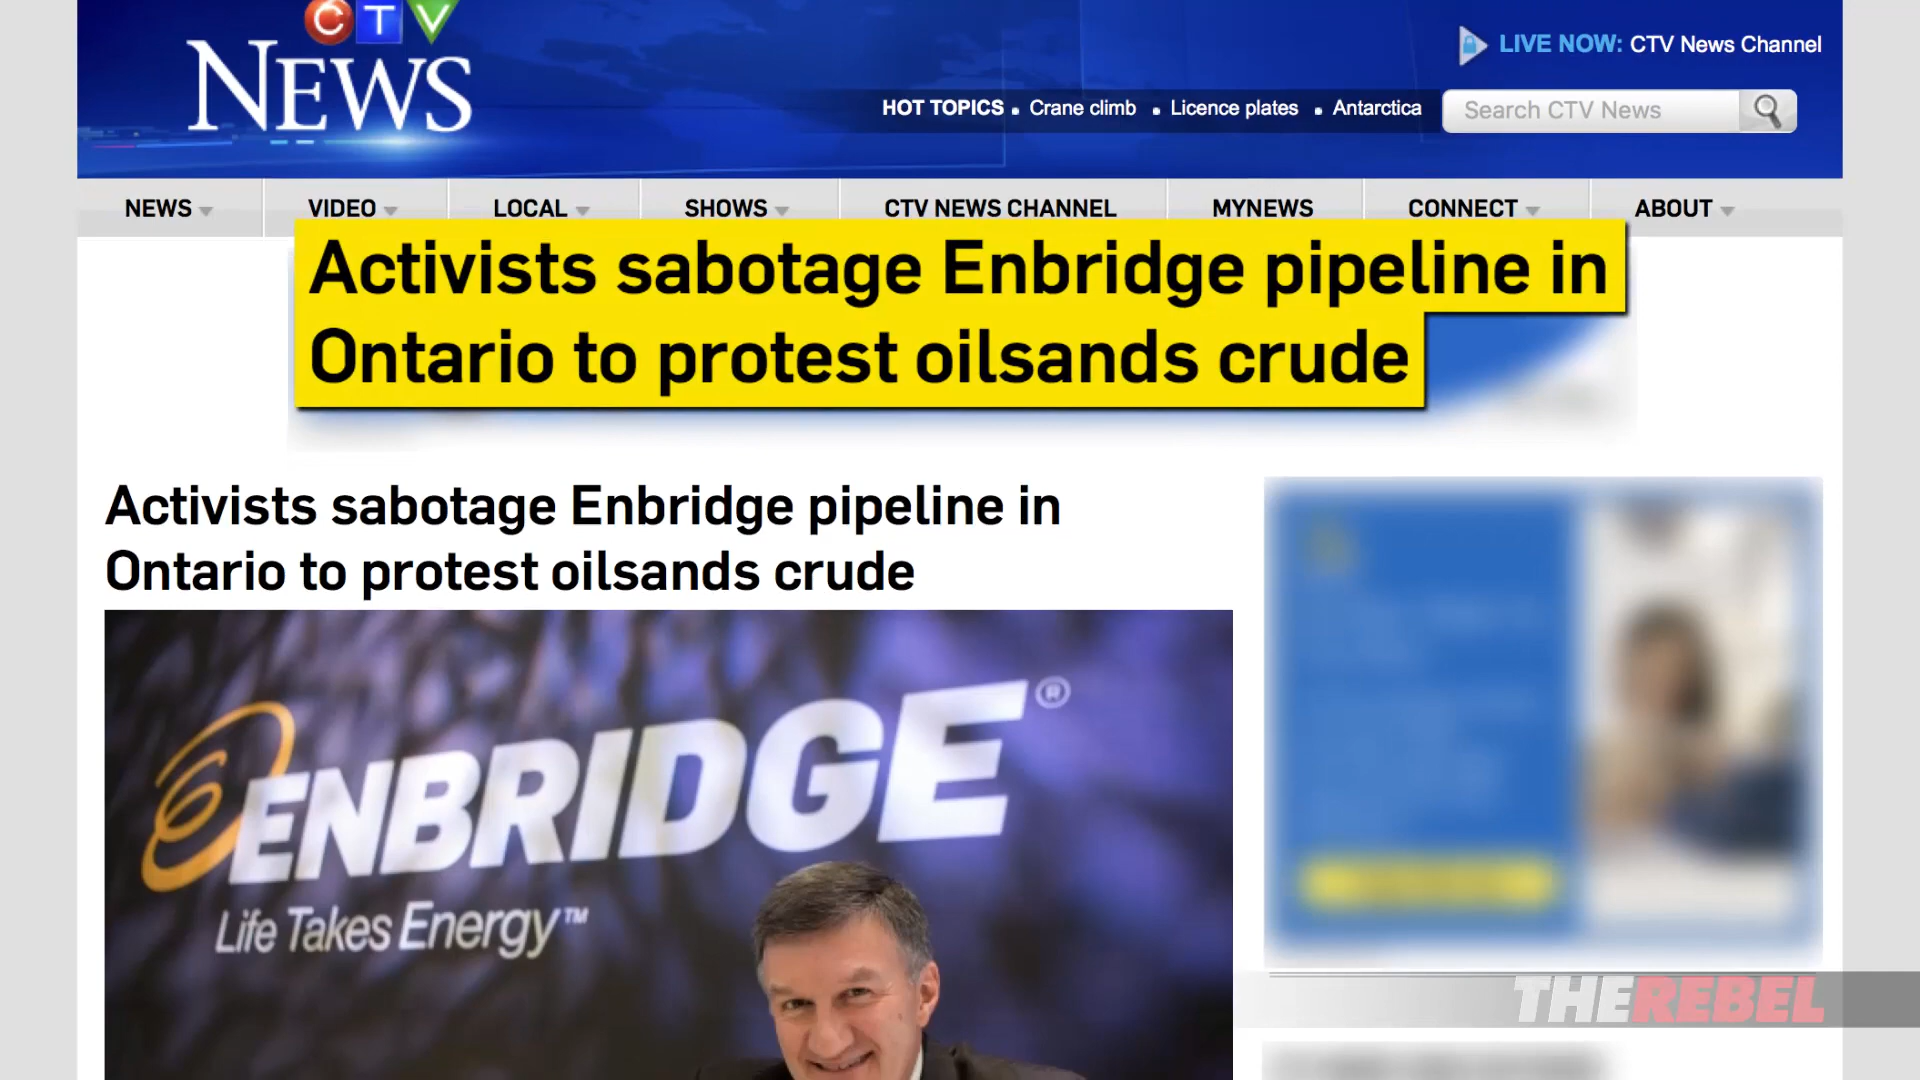 CTV
NEWS
LIVE NOW: CTV News Channel
HOT TOPICS • Crane climb • Licence plates • Antarctica
Search CTV News
NEWS VIDEO LOCAL SHOWS CTV NEWS CHANNEL MYNEWS CONNECT ABOUT
Activists sabotage Enbridge pipeline in
Ontario to protest oilsands crude
Activists sabotage Enbridge pipeline in
Ontario to protest oilsands crude
ENBRIDGE®
Life Takes Energy™
THEREBEL